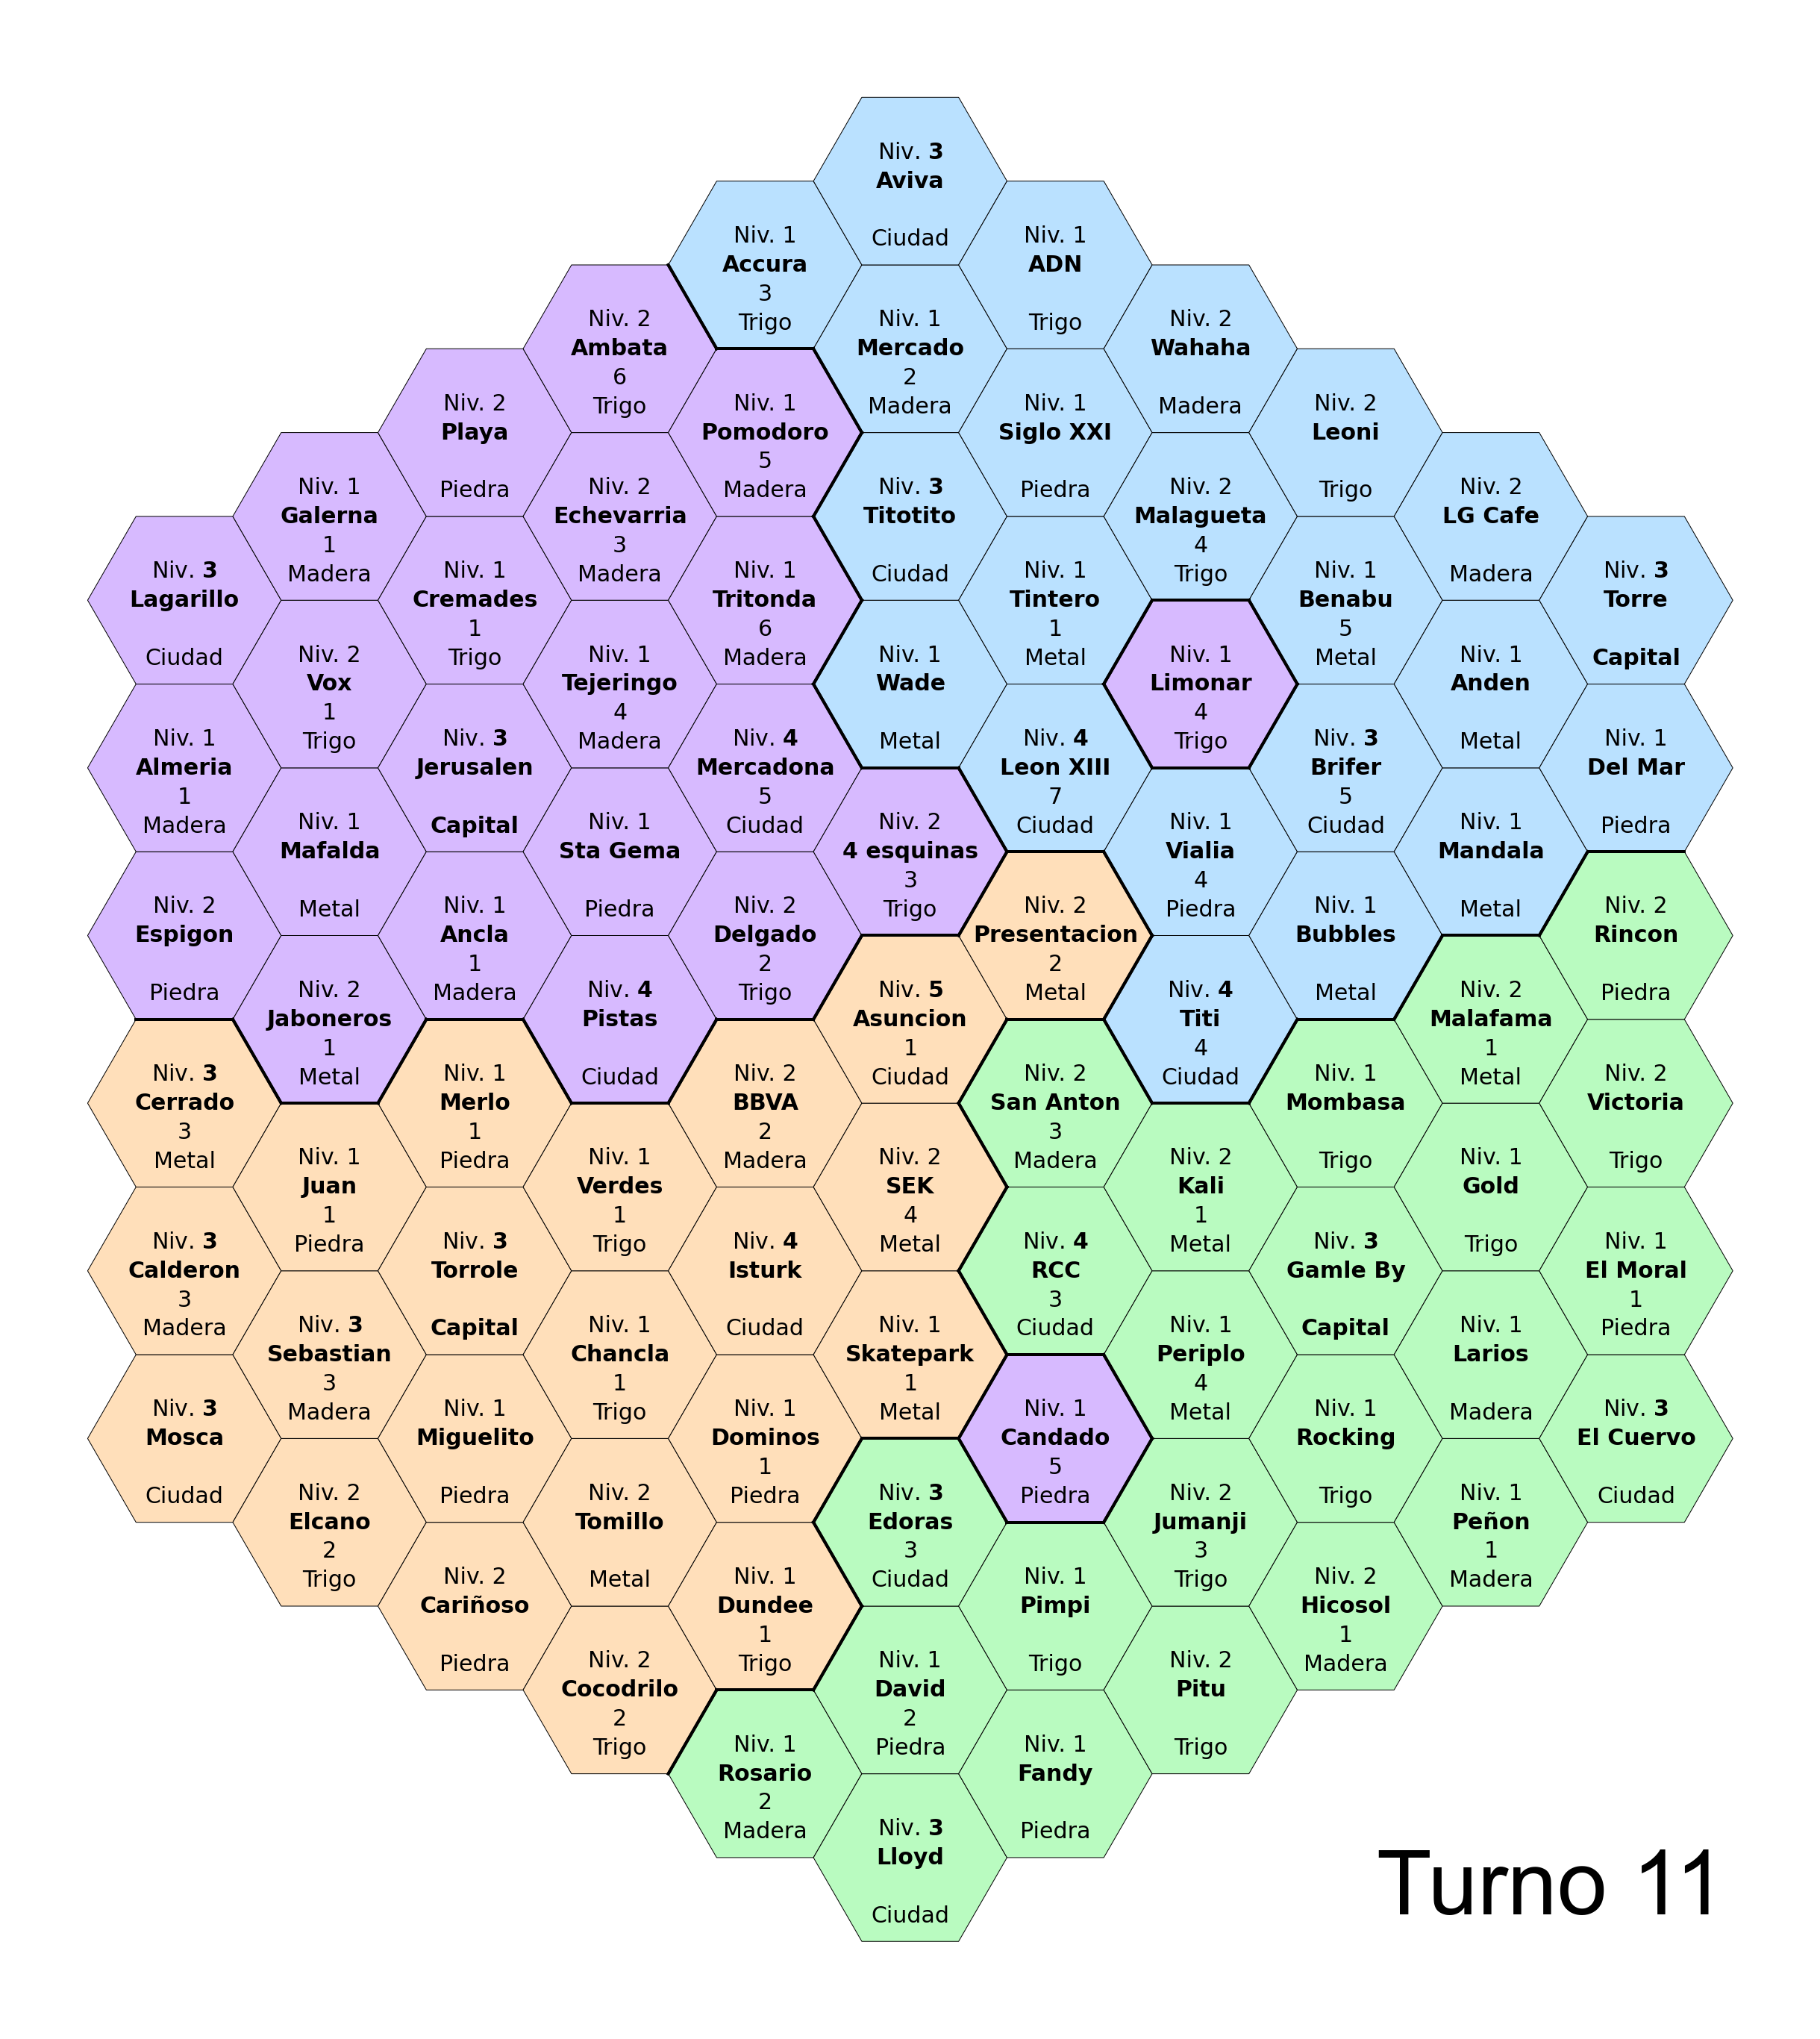 Niv. 3
Aviva
Ciudad
Niv. 1
Accura
3
Trigo
Niv. 1
ADN
Trigo
Niv. 2
Ambata
6
Trigo
Niv. 1
Mercado
2
Madera
Niv. 2
Wahaha
Madera
Niv. 2
Playa
Piedra
Niv. 1
Pomodoro
5
Madera
Niv. 1
Siglo XXI
Piedra
Niv. 2
Leoni
Trigo
Niv. 1
Galerna
1
Madera
Niv. 2
Echevarria
3
Madera
Niv. 3
Titotito
Ciudad
Niv. 2
Malagueta
4
Trigo
Niv. 2
LG Cafe
Madera
Niv. 3
Lagarillo
Ciudad
Niv. 1
Cremades
1
Trigo
Niv. 1
Tritonda
6
Madera
Niv. 1
Tintero
1
Metal
Niv. 1
Benabu
5
Metal
Niv. 3
Torre
Capital
Niv. 2
Vox
1
Trigo
Niv. 1
Tejeringo
4
Madera
Niv. 1
Wade
Metal
Niv. 1
Limonar
4
Trigo
Niv. 1
Anden
Metal
Niv. 1
Almeria
1
Madera
Niv. 3
Jerusalen
Capital
Niv. 4
Mercadona
5
Ciudad
Niv. 4
Leon XIII
7
Ciudad
Niv. 3
Brifer
5
Ciudad
Niv. 1
Del Mar
Piedra
Niv. 1
Mafalda
Metal
Niv. 1
Sta Gema
Piedra
Niv. 2
4 esquinas
3
Trigo
Niv. 1
Vialia
4
Piedra
Niv. 1
Mandala
Metal
Niv. 2
Espigon
Piedra
Niv. 1
Ancla
1
Madera
Niv. 2
Delgado
2
Trigo
Niv. 2
Presentacion
2
Metal
Niv. 1
Bubbles
Metal
Niv. 2
Rincon
Piedra
Niv. 2
Jaboneros
1
Metal
Niv. 4
Pistas
Ciudad
Niv. 5
Asuncion
1
Ciudad
Niv. 4
Titi
4
Ciudad
Niv. 2
Malafama
1
Metal
Niv. 3
Cerrado
3
Metal
Niv. 1
Merlo
1
Piedra
Niv. 2
BBVA
2
Madera
Niv. 2
San Anton
3
Madera
Niv. 1
Mombasa
Trigo
Niv. 2
Victoria
Trigo
Niv. 1
Juan
1
Piedra
Niv. 1
Verdes
1
Trigo
Niv. 2
SEK
4
Metal
Niv. 2
Kali
1
Metal
Niv. 1
Gold
Trigo
Niv. 3
Calderon
3
Madera
Niv. 3
Torrole
Capital
Niv. 4
Isturk
Ciudad
Niv. 4
RCC
3
Ciudad
Niv. 3
Gamle By
Capital
Niv. 1
El Moral
1
Piedra
Niv. 3
Sebastian
3
Madera
Niv. 1
Chancla
1
Trigo
Niv. 1
Skatepark
1
Metal
Niv. 1
Periplo
4
Metal
Niv. 1
Larios
Madera
Niv. 3
Mosca
Ciudad
Niv. 1
Miguelito
Piedra
Niv. 1
Dominos
1
Piedra
Niv. 1
Candado
5
Piedra
Niv. 1
Rocking
Trigo
Niv. 3
El Cuervo
Ciudad
Niv. 2
Elcano
2
Trigo
Niv. 2
Tomillo
Metal
Niv. 3
Edoras
3
Ciudad
Niv. 2
Jumanji
3
Trigo
Niv. 1
Peñon
1
Madera
Niv. 2
Cariñoso
Piedra
Niv. 1
Dundee
1
Trigo
Niv. 1
Pimpi
Trigo
Niv. 2
Hicosol
1
Madera
Niv. 2
Cocodrilo
2
Trigo
Niv. 1
David
2
Piedra
Niv. 2
Pitu
Trigo
Niv. 1
Rosario
2
Madera
Niv. 1
Fandy
Piedra
Niv. 3
Lloyd
Ciudad
Turno 11